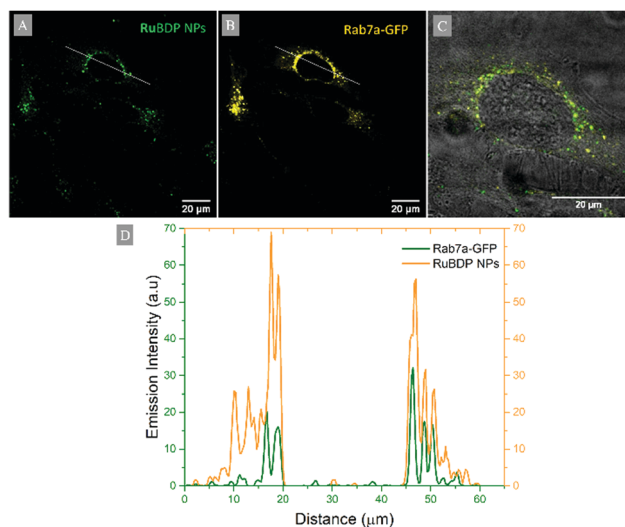 A RuBDP NPs
B Rab7a-GFP
C
20 µm
20 µm
20 µm
D
70 70
60 60
50 50
40 40
30 30
20 20
10 10
0 0
0 10 20 30 40 50 60
Rab7a-GFP
RuBDP NPs
Emission Intensity (a.u)
Distance (µm)